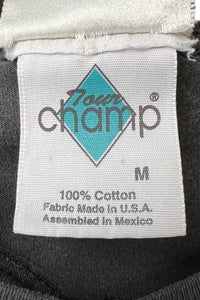 Tour
champ®
M
100% Cotton
Fabric Made in U.S.A.
Assembled in Mexico